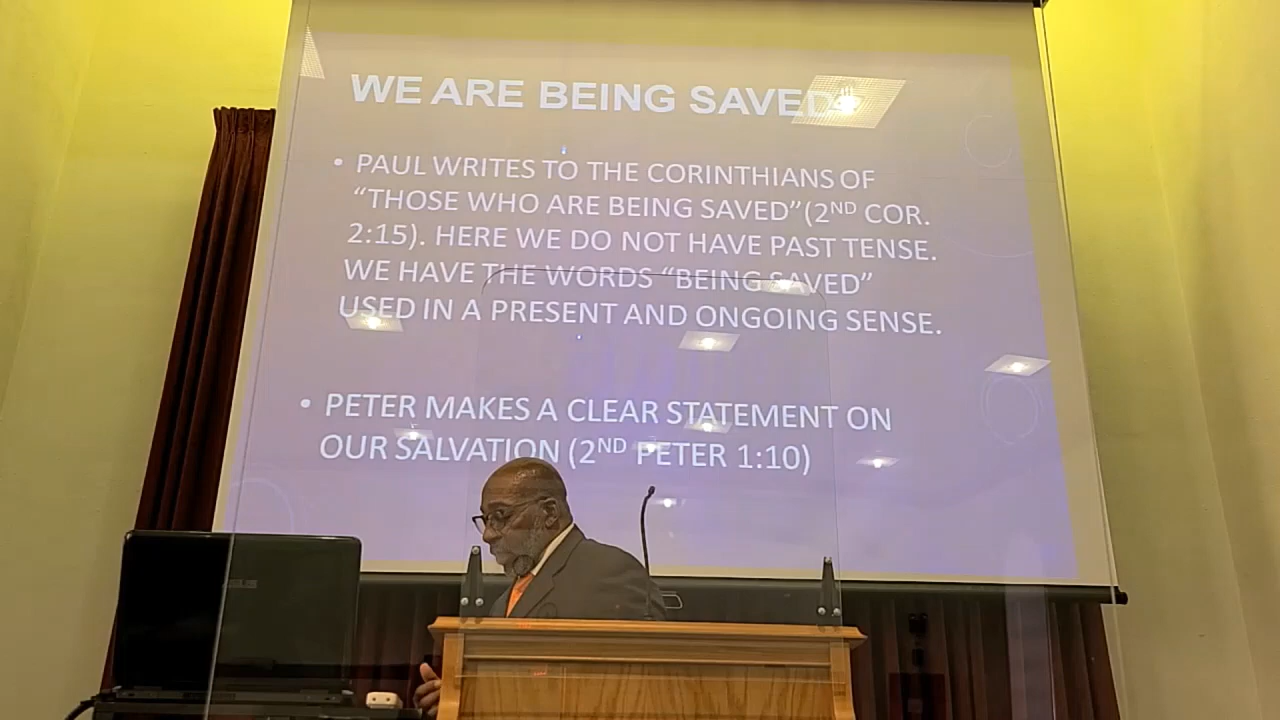 WE ARE BEING SAVED
• PAUL WRITES TO THE CORINTHIANS OF
“THOSE WHO ARE BEING SAVED”(2ND COR.
2:15). HERE WE DO NOT HAVE PAST TENSE.
WE HAVE THE WORDS “BEING SAVED”
USED IN A PRESENT AND ONGOING SENSE.
• PETER MAKES A CLEAR STATEMENT ON
OUR SALVATION (2ND PETER 1:10)